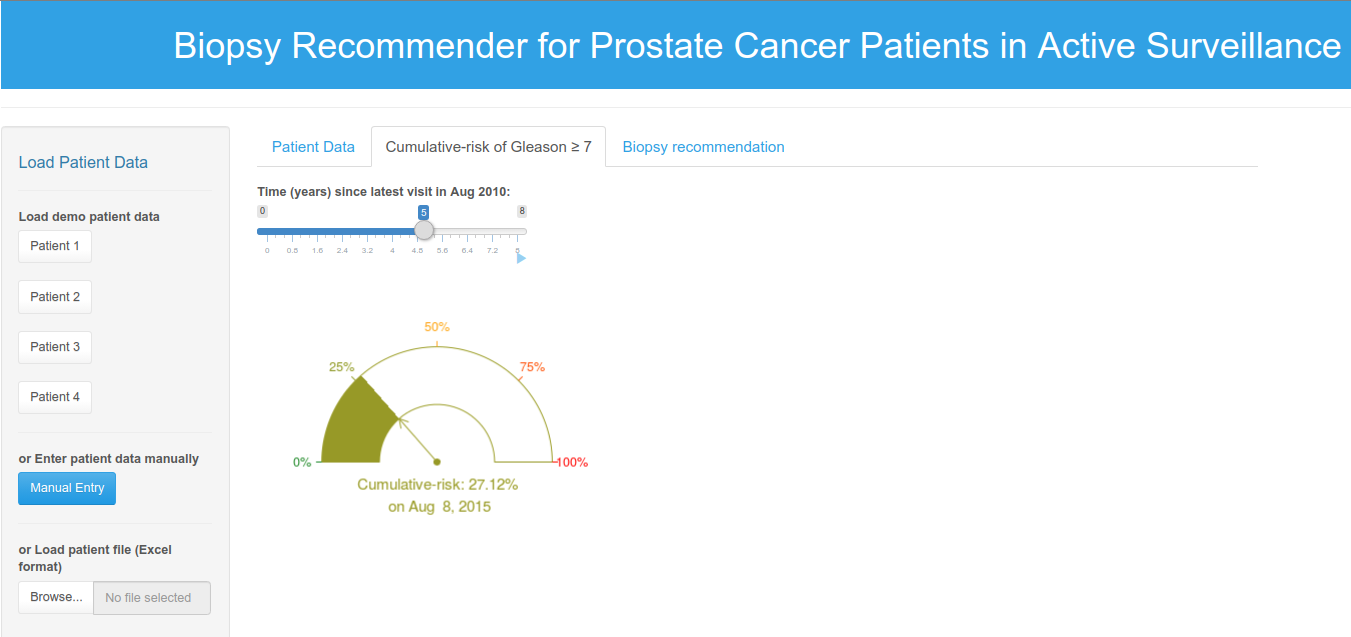 Biopsy Recommender for Prostate Cancer Patients in Active Surveillance
Load Patient Data
Load demo patient data
Patient 1
Patient 2
Patient 3
Patient 4
or Enter patient data manually
Manual Entry
or Load patient file (Excel
format)
Browse... No file selected
Patient Data Cumulative-risk of Gleason ≥ 7 Biopsy recommendation
Time (years) since latest visit in Aug 2010:
0 5 8
0 0.8 1.6 2.4 3.2 4 4.8 5.6 6.4 7.2 8
50%
25% 75%
0% 100%
Cumulative-risk: 27.12%
on Aug 8, 2015